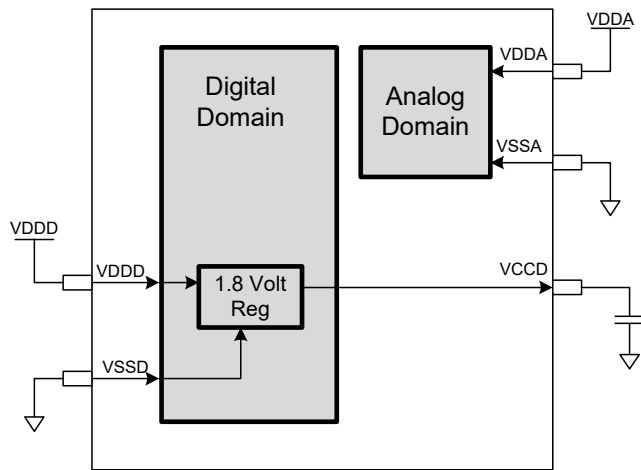 VDDA
VDDA
Digital
Domain
Analog
Domain
VSSA
VDDD
VDDD
VCCD
1.8 Volt
Reg
VSSD